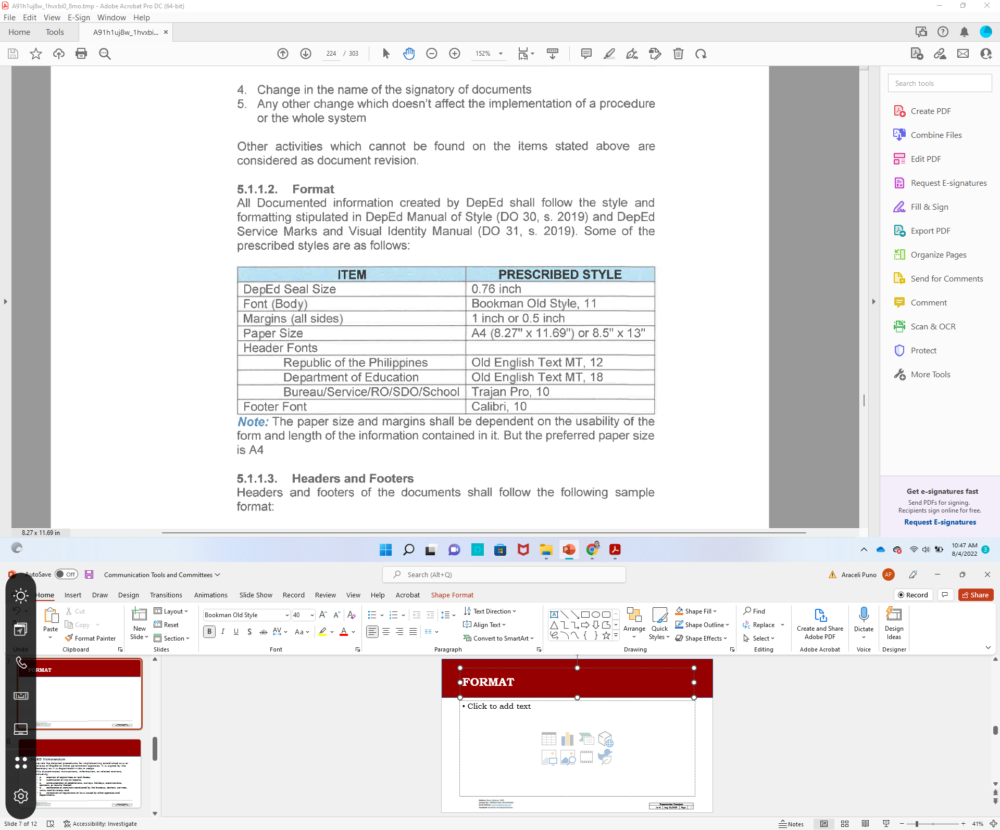 A91h1uj8w_1hvxbi0_8mo.tmp - Adobe Acrobat Pro DC (64-bit)
File Edit View E-Sign Window Help
Home Tools A91h1uj8w_1hvxbi... ×
224 / 303 152%
4. Change in the name of the signatory of documents
5. Any other change which doesn't affect the implementation of a procedure
or the whole system
Other activities which cannot be found on the items stated above are
considered as document revision.
5.1.1.2. Format
All Documented information created by DepEd shall follow the style and
formatting stipulated in DepEd Manual of Style (DO 30, s. 2019) and DepEd
Service Marks and Visual Identity Manual (DO 31, s. 2019). Some of the
prescribed styles are as follows:
ITEM PRESCRIBED STYLE
DepEd Seal Size 0.76 inch
Font (Body) Bookman Old Style, 11
Margins (all sides) 1 inch or 0.5 inch
Paper Size A4 (8.27" x 11.69") or 8.5" x 13"
Header Fonts
Republic of the Philippines Old English Text MT, 12
Department of Education Old English Text MT, 18
Bureau/Service/RO/SDO/School Trajan Pro, 10
Footer Font Calibri, 10
Note: The paper size and margins shall be dependent on the usability of the
form and length of the information contained in it. But the preferred paper size
is A4
5.1.1.3. Headers and Footers
Headers and footers of the documents shall follow the following sample
format:
8.27 x 11.69 in
Search tools
Create PDF
Combine Files
Edit PDF
Request E-signatures
Fill & Sign
Export PDF
Organize Pages
Send for Comments
Comment
Scan & OCR
Protect
More Tools
Get e-signatures fast
Send PDFs for signing.
Recipients sign online for free.
Request E-signatures
10:47 AM
8/4/2022 3
AutoSave Off Communication Tools and Committees Search (Alt+Q) Araceli Puno AP
Home Insert Draw Design Transitions Animations Slide Show Record Review View Help Acrobat Shape Format Record Share
Paste Cut Copy Format Painter
Clipboard
Undo
New Slide Layout Reset Section
Slides
Bookman Old Style 40
B I U S ab AV Aa A
Font
Text Direction
Align Text
Convert to SmartArt
Paragraph
Arrange Quick Styles Shape Fill Shape Outline Shape Effects
Drawing
Find
Replace
Select
Editing
Create and Share Adobe PDF
Adobe Acrobat
Dictate
Voice
Design Ideas
Designer
7
FORMAT
8
DepED Memorandum
FORMAT
• Click to add text
Presentation Template
Slide 7 of 12 Accessibility: Investigate Notes 41%